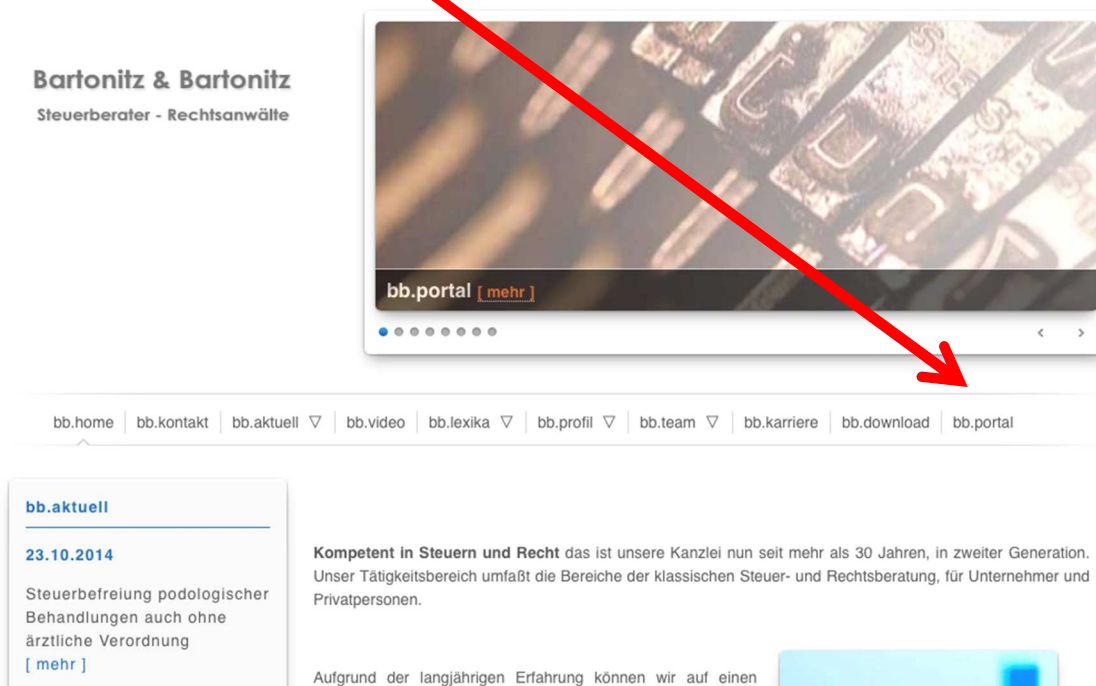 Bartonitz & Bartonitz
Steuerberater - Rechtsanwälte
bb.portal [ mehr ]
bb.home bb.kontakt bb.aktuell ▽ bb.video bb.lexika ▽ bb.profil ▽ bb.team ▽ bb.karriere bb.download bb.portal
bb.aktuell
23.10.2014
Steuerbefreiung podologischer
Behandlungen auch ohne
ärztliche Verordnung
[ mehr ]
Kompetent in Steuern und Recht das ist unsere Kanzlei nun seit mehr als 30 Jahren, in zweiter Generation.
Unser Tätigkeitsbereich umfaßt die Bereiche der klassischen Steuer- und Rechtsberatung, für Unternehmer und
Privatpersonen.
Aufgrund der langjährigen Erfahrung können wir auf einen